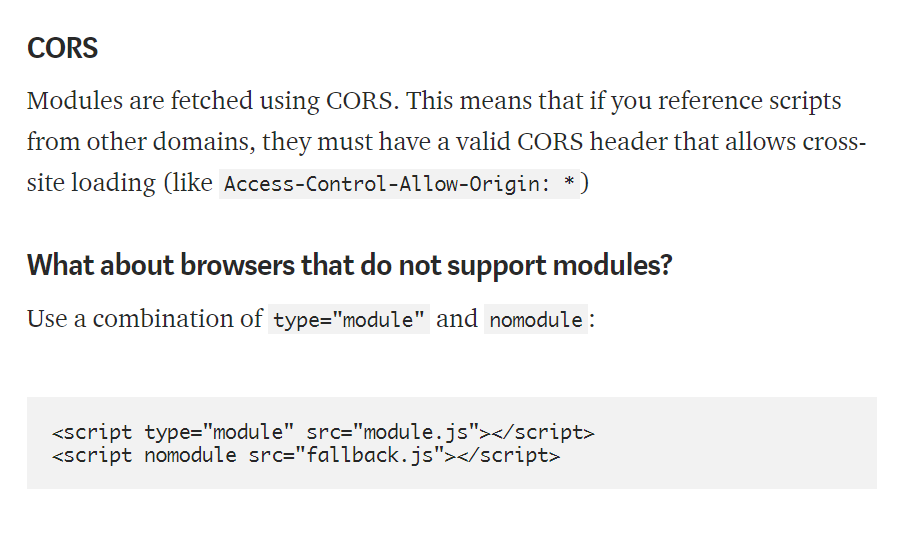 CORS
Modules are fetched using CORS. This means that if you reference scripts
from other domains, they must have a valid CORS header that allows cross-
site loading (like Access-Control-Allow-Origin: *)
What about browsers that do not support modules?
Use a combination of type="module" and nomodule:
<script type="module" src="module.js"></script>
<script nomodule src="fallback.js"></script>